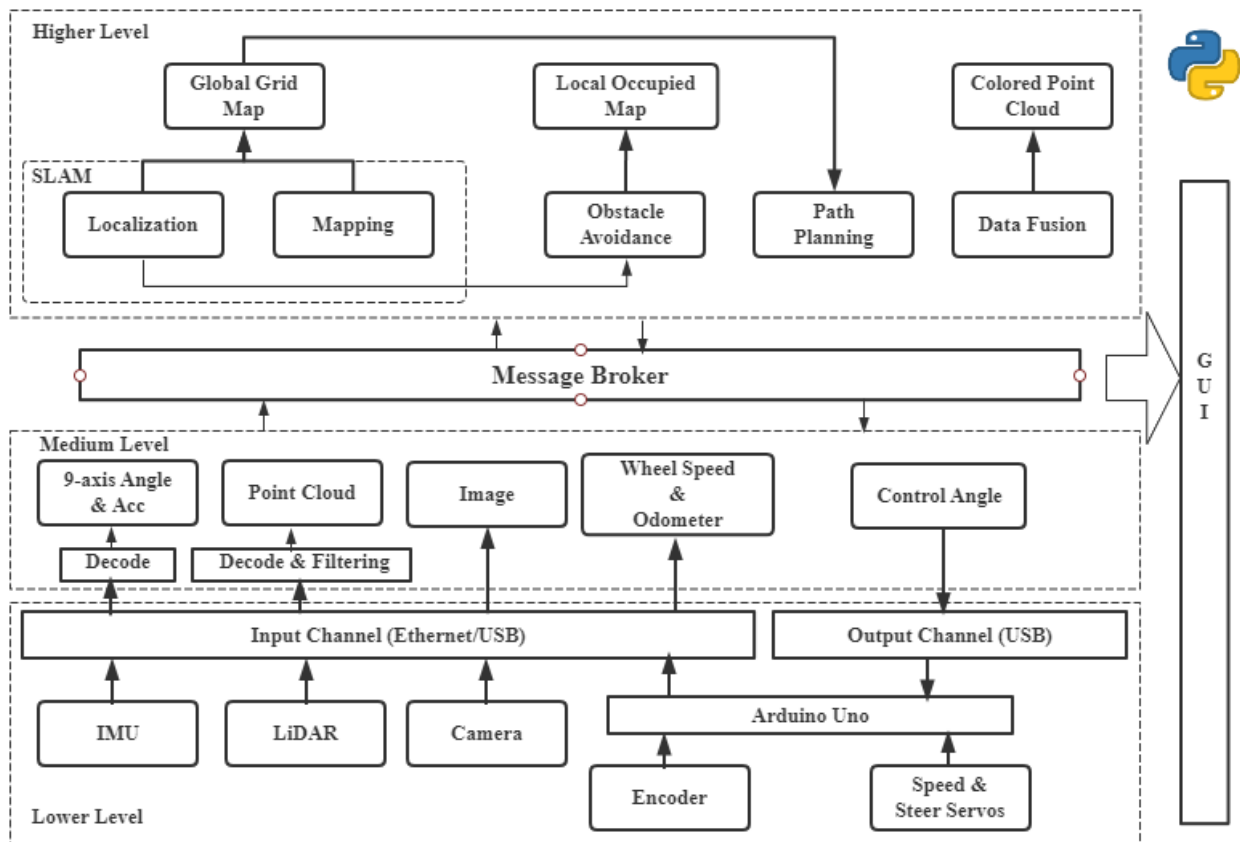 Higher Level
Global Grid
Map
Local Occupied
Map
Colored Point
Cloud
SLAM
Localization
Mapping
Obstacle
Avoidance
Path
Planning
Data Fusion
Message Broker
G
U
I
Medium Level
9-axis Angle
& Acc
Point Cloud
Image
Wheel Speed
&
Odometer
Control Angle
Decode
Decode & Filtering
Input Channel (Ethernet/USB)
Output Channel (USB)
IMU
LiDAR
Camera
Arduino Uno
Encoder
Speed &
Steer Servos
Lower Level